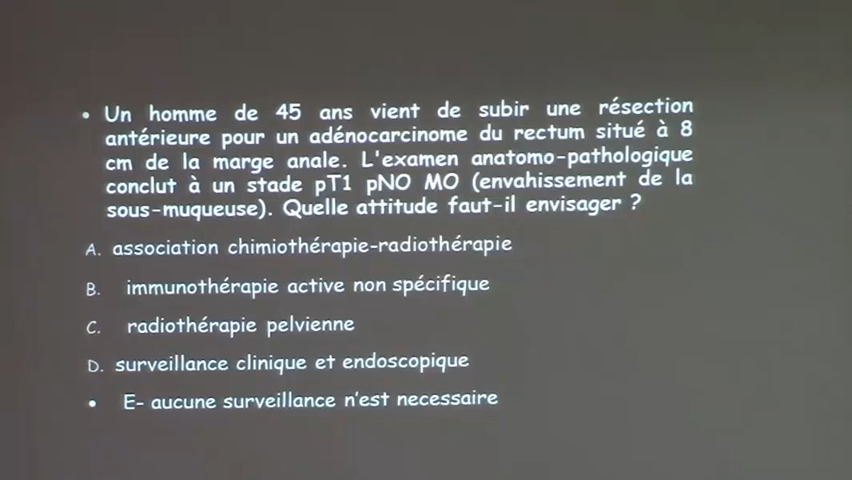 • Un homme de 45 ans vient de subir une résection
antérieure pour un adénocarcinome du rectum situé à 8
cm de la marge anale. L'examen anatomo-pathologique
conclut à un stade pT1 pNO MO (envahissement de la
sous-muqueuse). Quelle attitude faut-il envisager ?
A. association chimiothérapie-radiothérapie
B. immunothérapie active non spécifique
C. radiothérapie pelvienne
D. surveillance clinique et endoscopique
• E- aucune surveillance n'est necessaire